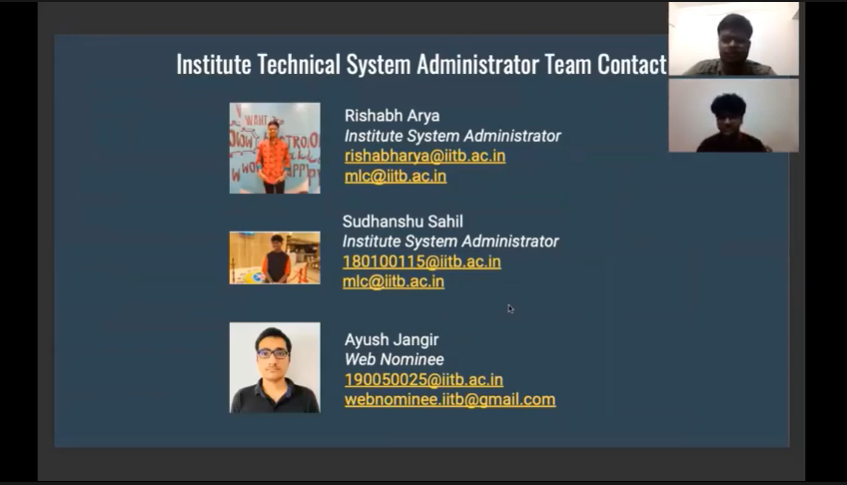 Institute Technical System Administrator Team Contact
Rishabh Arya
Institute System Administrator
rishabharya@iitb.ac.in
mlc@iitb.ac.in
Sudhanshu Sahil
Institute System Administrator
180100115@iitb.ac.in
mlc@iitb.ac.in
Ayush Jangir
Web Nominee
190050025@iitb.ac.in
webnominee.iitb@gmail.com